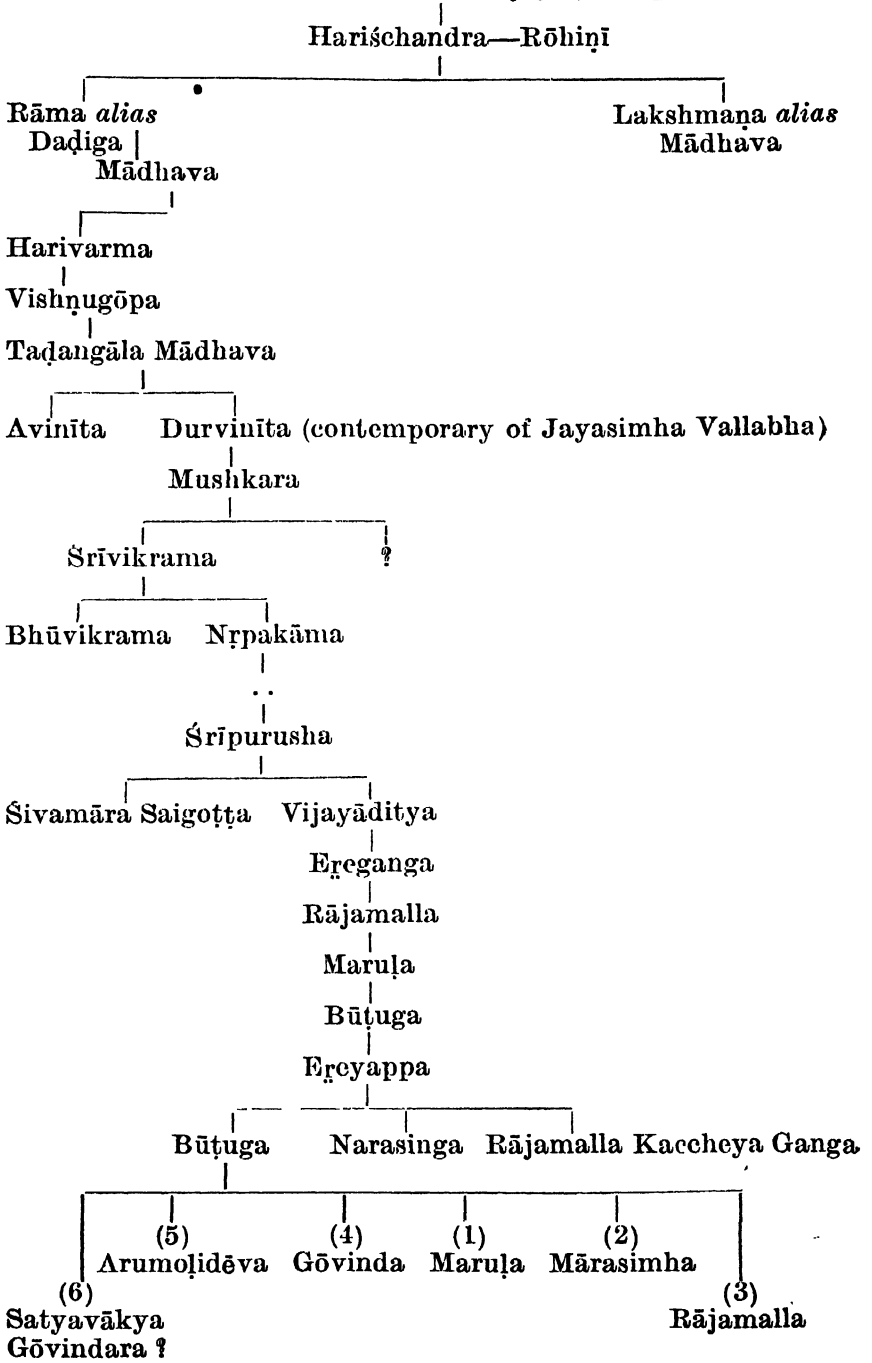 Hariśchandra—Rōhiṇī
Rāma alias
Daḍiga
Lakshmaṇa alias
Mādhava
Mādhava
Harivarma
Vishṇugōpa
Taḍangāla Mādhava
Avinīta Durvinīta (contemporary of Jayasimha Vallabha)
Mushkara
Śrīvikrama ?
Bhūvikrama Nṛpakāma
..
Śrīpurusha
Śivamāra Saigoṭṭa Vijayāditya
Eṟeganga
Rājamalla
Maruḷa
Būṭuga
Eṟeyappa
Būṭuga Narasinga Rājamalla Kaccheya Ganga
(5) (4) (1) (2)
Arumoḷidēva Gōvinda Maruḷa Mārasimha
(6) (3)
Satyavākya Rājamalla
Gōvindara ?